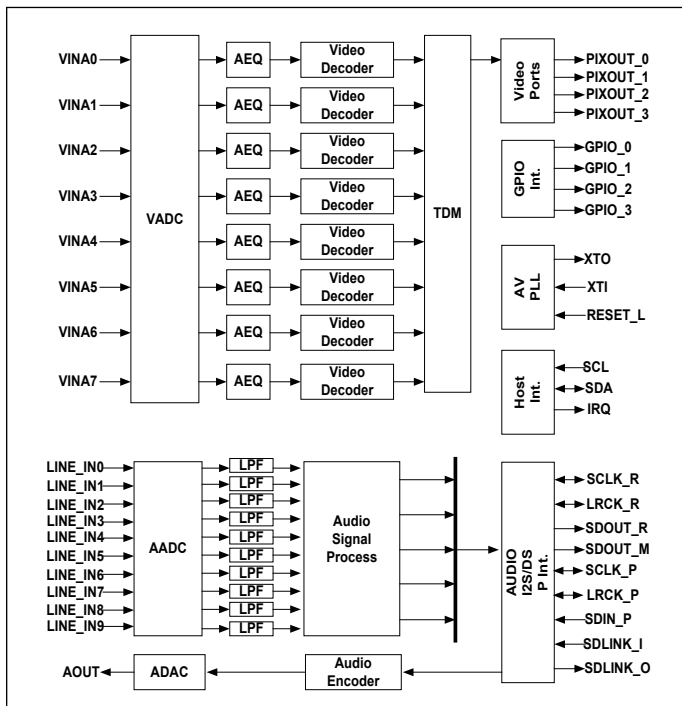 VINA0
VINA1
VINA2
VINA3
VINA4
VINA5
VINA6
VINA7
VADC
AEQ
AEQ
AEQ
AEQ
AEQ
AEQ
AEQ
AEQ
Video
Decoder
Video
Decoder
Video
Decoder
Video
Decoder
Video
Decoder
Video
Decoder
Video
Decoder
Video
Decoder
TDM
Video
Ports
PIXOUT_0
PIXOUT_1
PIXOUT_2
PIXOUT_3
GPIO
Int.
GPIO_0
GPIO_1
GPIO_2
GPIO_3
AV
PLL
XTO
XTI
RESET_L
Host
Int.
SCL
SDA
IRQ
LINE_IN0
LINE_IN1
LINE_IN2
LINE_IN3
LINE_IN4
LINE_IN5
LINE_IN6
LINE_IN7
LINE_IN8
LINE_IN9
AADC
LPF
LPF
LPF
LPF
LPF
LPF
LPF
LPF
LPF
LPF
Audio
Signal
Process
AUDIO
I2S/DS
P Int.
SCLK_R
LRCK_R
SDOUT_R
SDOUT_M
SCLK_P
LRCK_P
SDIN_P
SDLINK_I
SDLINK_O
AOUT
ADAC
Audio
Encoder